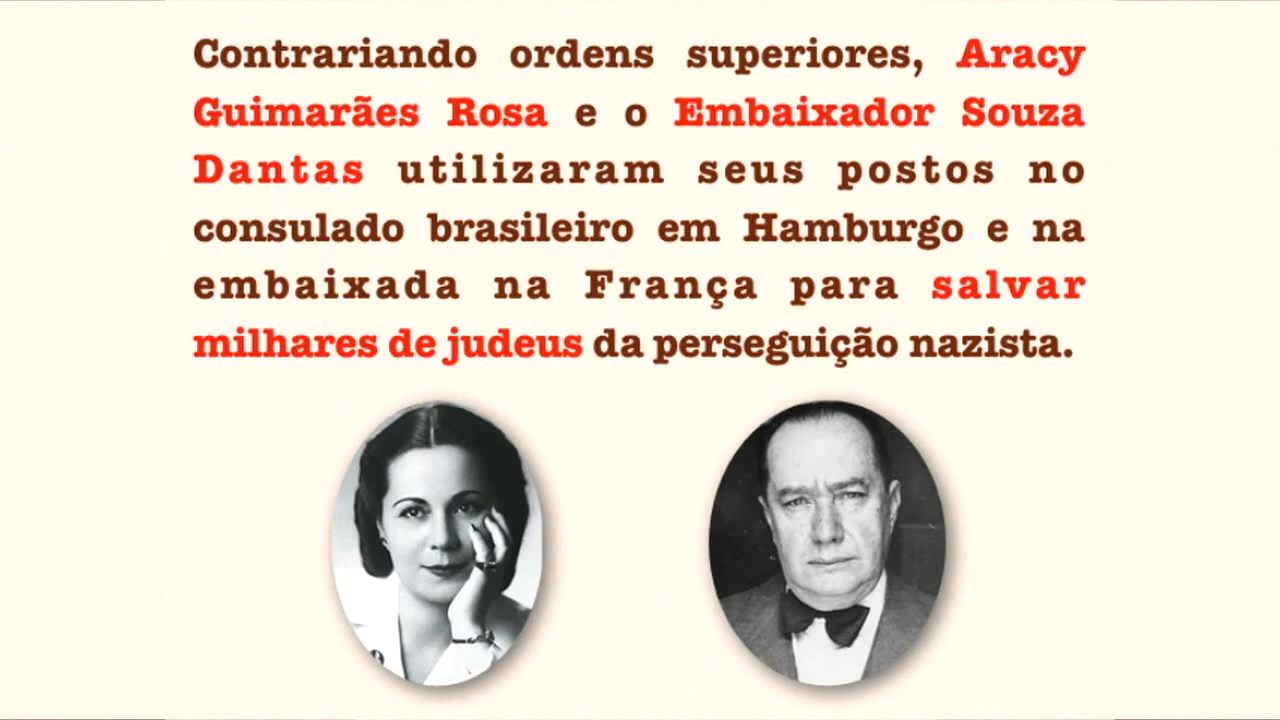 Contrariando ordens superiores, Aracy
Guimarães Rosa e o Embaixador Souza
Dantas utilizaram seus postos no
consulado brasileiro em Hamburgo e na
embaixada na França para salvar
milhares de judeus da perseguição nazista.